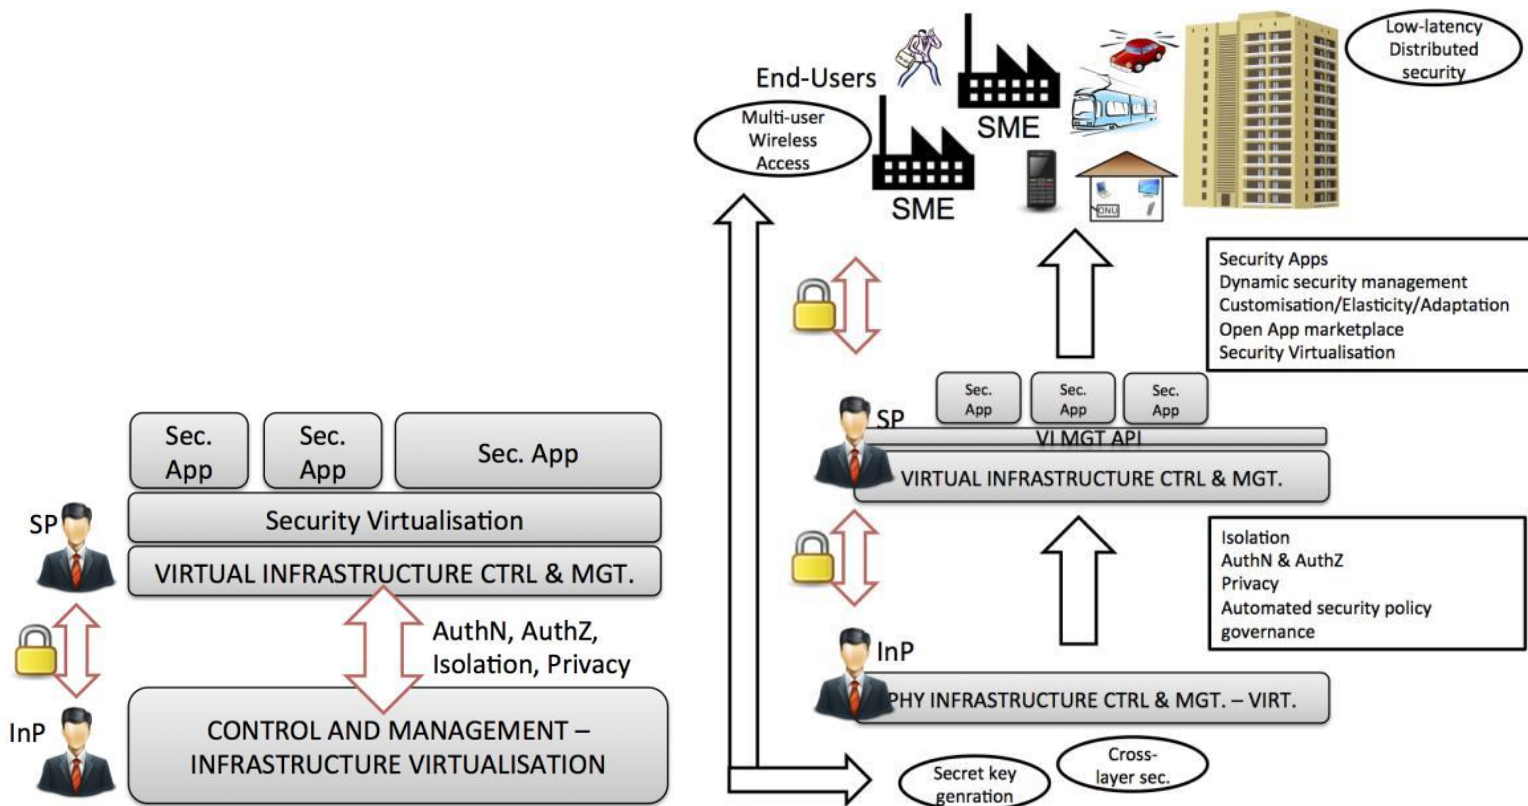 Sec.
App
Sec.
App
Sec. App
SP
Security Virtualisation
VIRTUAL INFRASTRUCTURE CTRL & MGT.
AuthN, AuthZ,
Isolation, Privacy
InP
CONTROL AND MANAGEMENT –
INFRASTRUCTURE VIRTUALISATION
End-Users
Multi-user
Wireless
Access
SME
SME
ONU
Low-latency
Distributed
security
Security Apps
Dynamic security management
Customisation/Elasticity/Adaptation
Open App marketplace
Security Virtualisation
Sec.
App
Sec.
App
Sec.
App
SP
VI MGT API
VIRTUAL INFRASTRUCTURE CTRL & MGT.
Isolation
AuthN & AuthZ
Privacy
Automated security policy
governance
InP
PHY INFRASTRUCTURE CTRL & MGT. – VIRT.
Secret key
genration
Cross-
layer sec.